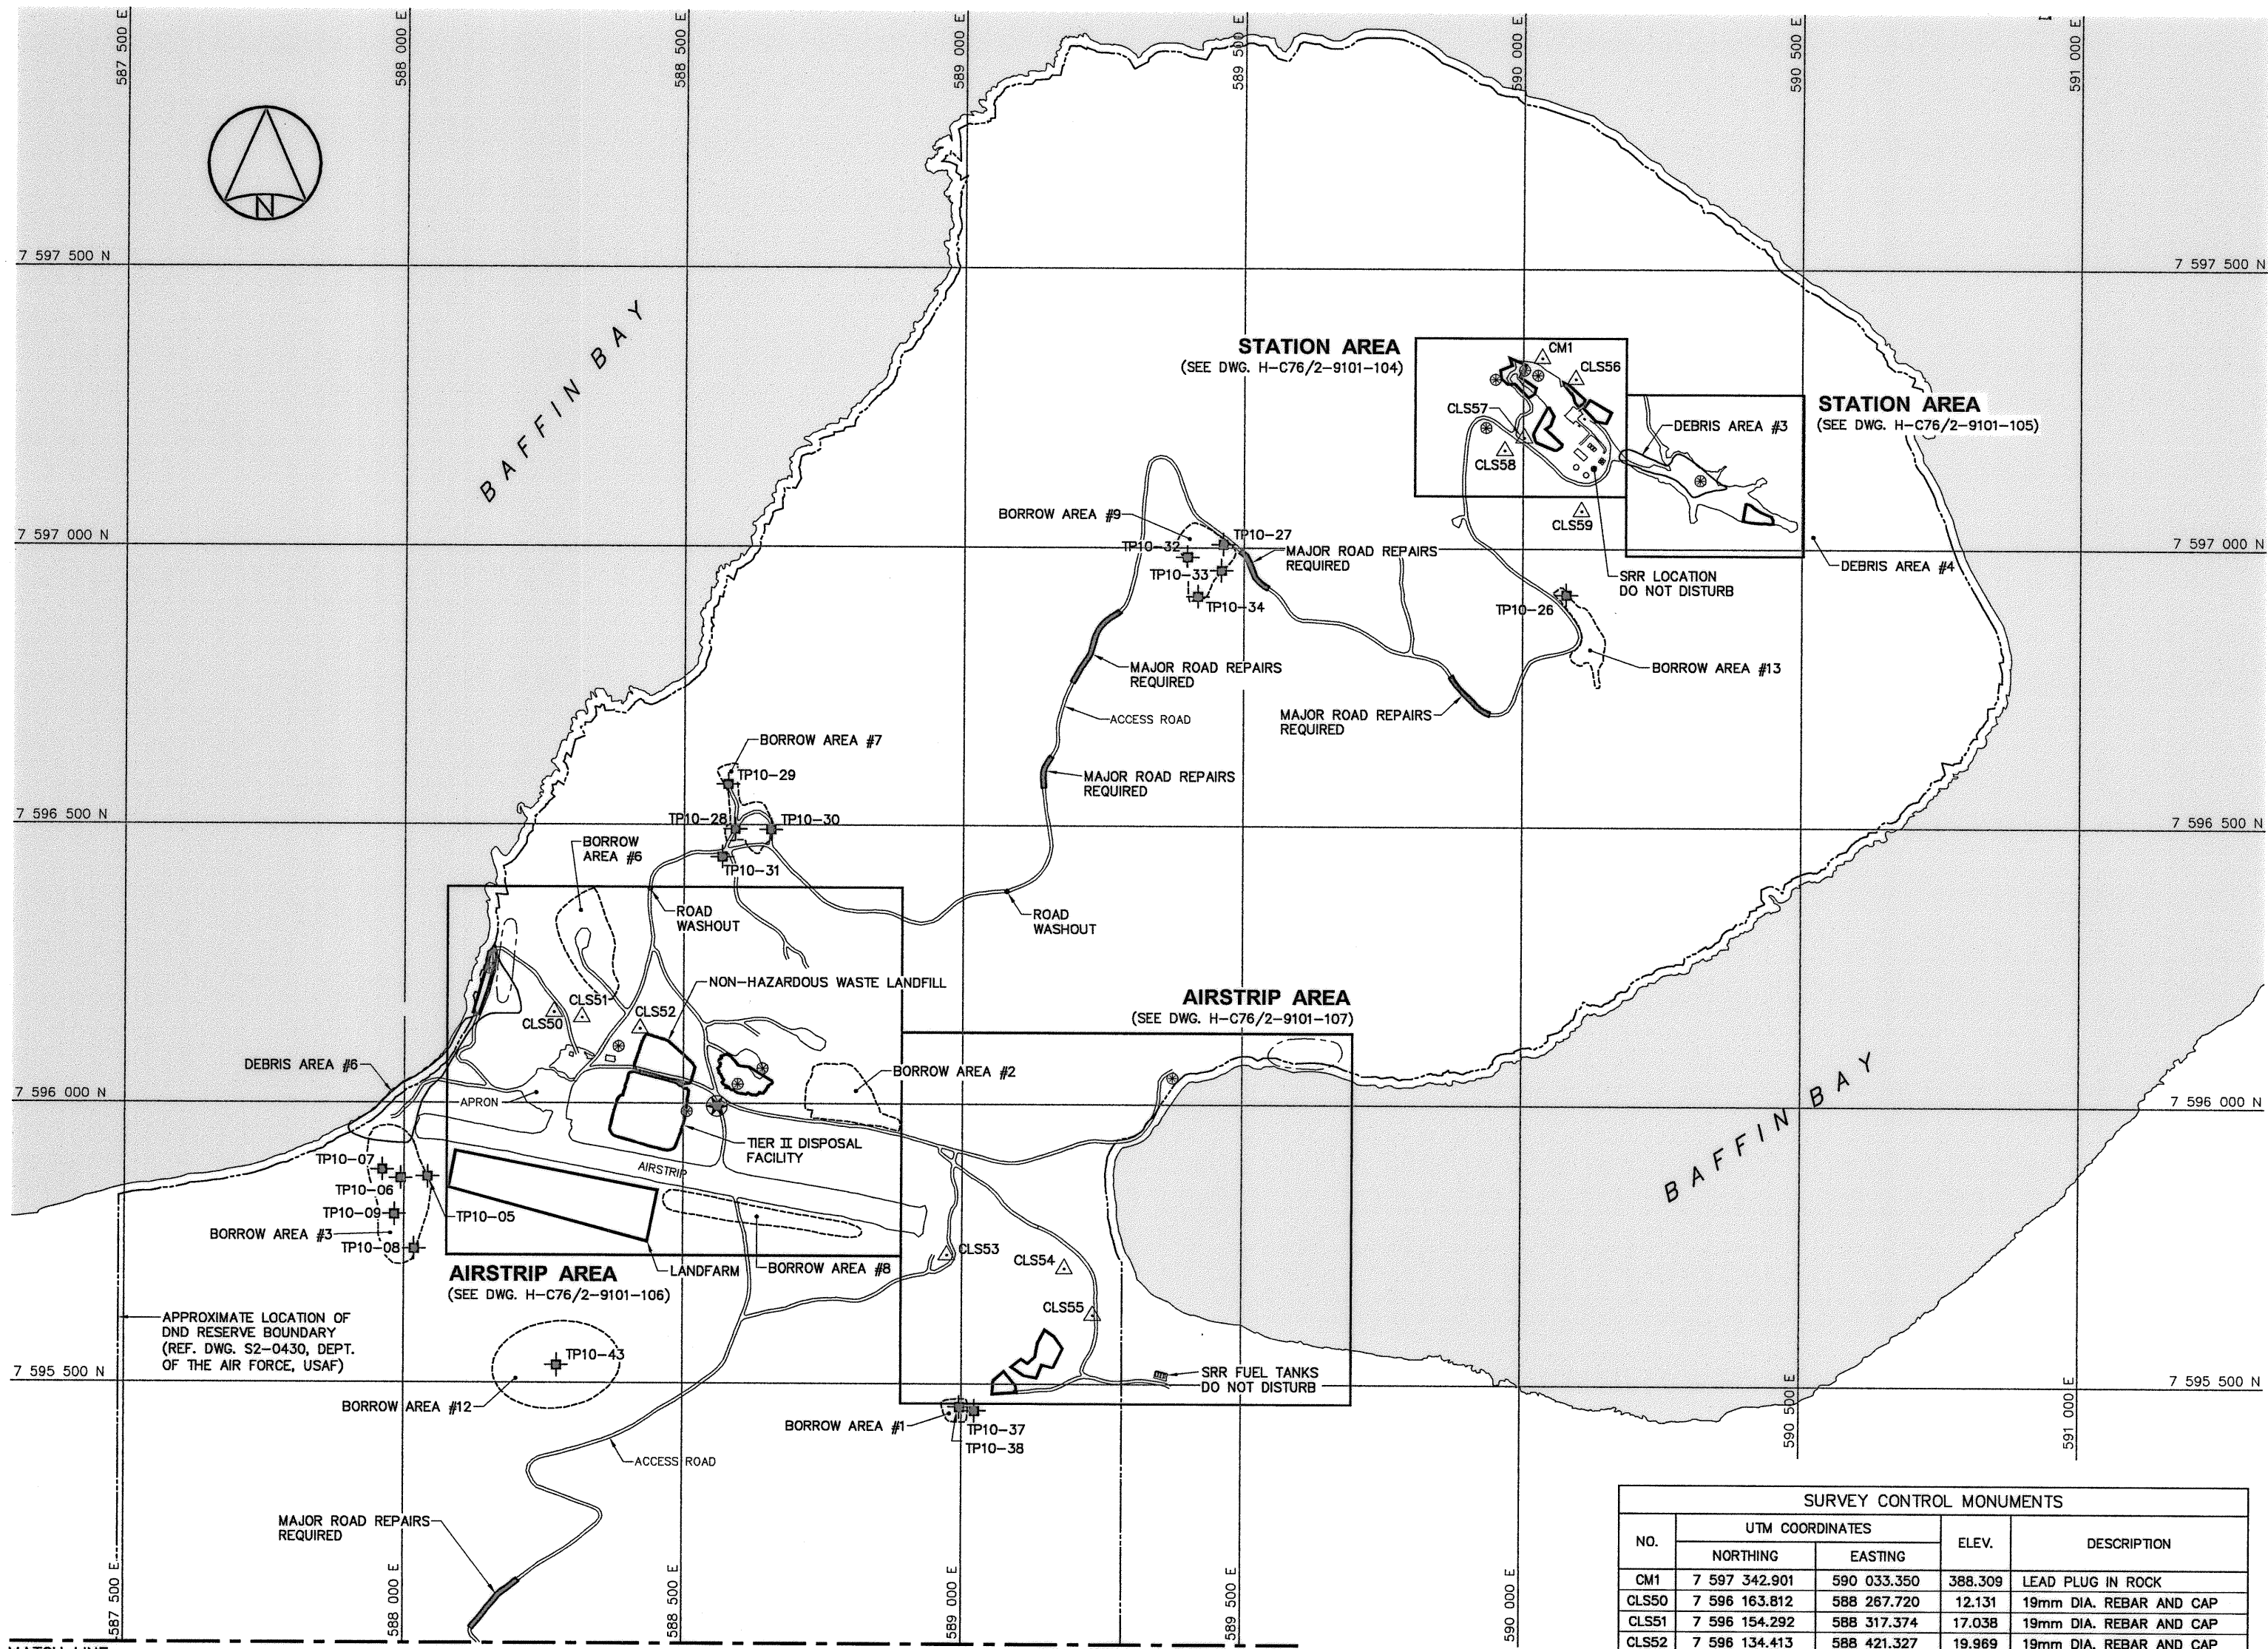 587 500 E
588 000 E
588 500 E
589 000 E
589 500 E
590 000 E
590 500 E
591 000 E
N
7 597 500 N
7 597 500 N
BAFFIN BAY
STATION AREA
(SEE DWG. H-C76/2-9101-104)
CM1
CLS56
CLS57
CLS58
CLS59
STATION AREA
(SEE DWG. H-C76/2-9101-105)
DEBRIS AREA #3
DEBRIS AREA #4
SRR LOCATION
DO NOT DISTURB
7 597 000 N
7 597 000 N
BORROW AREA #9
TP10-27
TP10-32
TP10-33
TP10-34
MAJOR ROAD REPAIRS
REQUIRED
TP10-26
BORROW AREA #13
MAJOR ROAD REPAIRS
REQUIRED
ACCESS ROAD
MAJOR ROAD REPAIRS
REQUIRED
MAJOR ROAD REPAIRS
REQUIRED
BORROW AREA #7
TP10-29
TP10-28
TP10-30
TP10-31
7 596 500 N
7 596 500 N
BORROW
AREA #6
ROAD
WASHOUT
ROAD
WASHOUT
NON-HAZARDOUS WASTE LANDFILL
CLS50
CLS51
CLS52
AIRSTRIP AREA
(SEE DWG. H-C76/2-9101-107)
DEBRIS AREA #6
BORROW AREA #2
7 596 000 N
7 596 000 N
APRON
TIER II DISPOSAL
FACILITY
AIRSTRIP
BAFFIN BAY
TP10-07
TP10-06
TP10-09
TP10-05
BORROW AREA #3
TP10-08
LANDFARM
BORROW AREA #8
CLS53
CLS54
CLS55
AIRSTRIP AREA
(SEE DWG. H-C76/2-9101-106)
APPROXIMATE LOCATION OF
DND RESERVE BOUNDARY
(REF. DWG. S2-0430, DEPT.
OF THE AIR FORCE, USAF)
TP10-43
7 595 500 N
7 595 500 N
BORROW AREA #12
SRR FUEL TANKS
DO NOT DISTURB
BORROW AREA #1
TP10-37
TP10-38
ACCESS ROAD
MAJOR ROAD REPAIRS
REQUIRED
587 500 E
588 000 E
588 500 E
589 000 E
589 500 E
590 000 E
590 500 E
591 000 E
SURVEY CONTROL MONUMENTS
NO. UTM COORDINATES ELEV. DESCRIPTION
NORTHING EASTING
CM1 7 597 342.901 590 033.350 388.309 LEAD PLUG IN ROCK
CLS50 7 596 163.812 588 267.720 12.131 19mm DIA. REBAR AND CAP
CLS51 7 596 154.292 588 317.374 17.038 19mm DIA. REBAR AND CAP
CLS52 7 596 134.413 588 421.327 19.969 19mm DIA. REBAR AND CAP